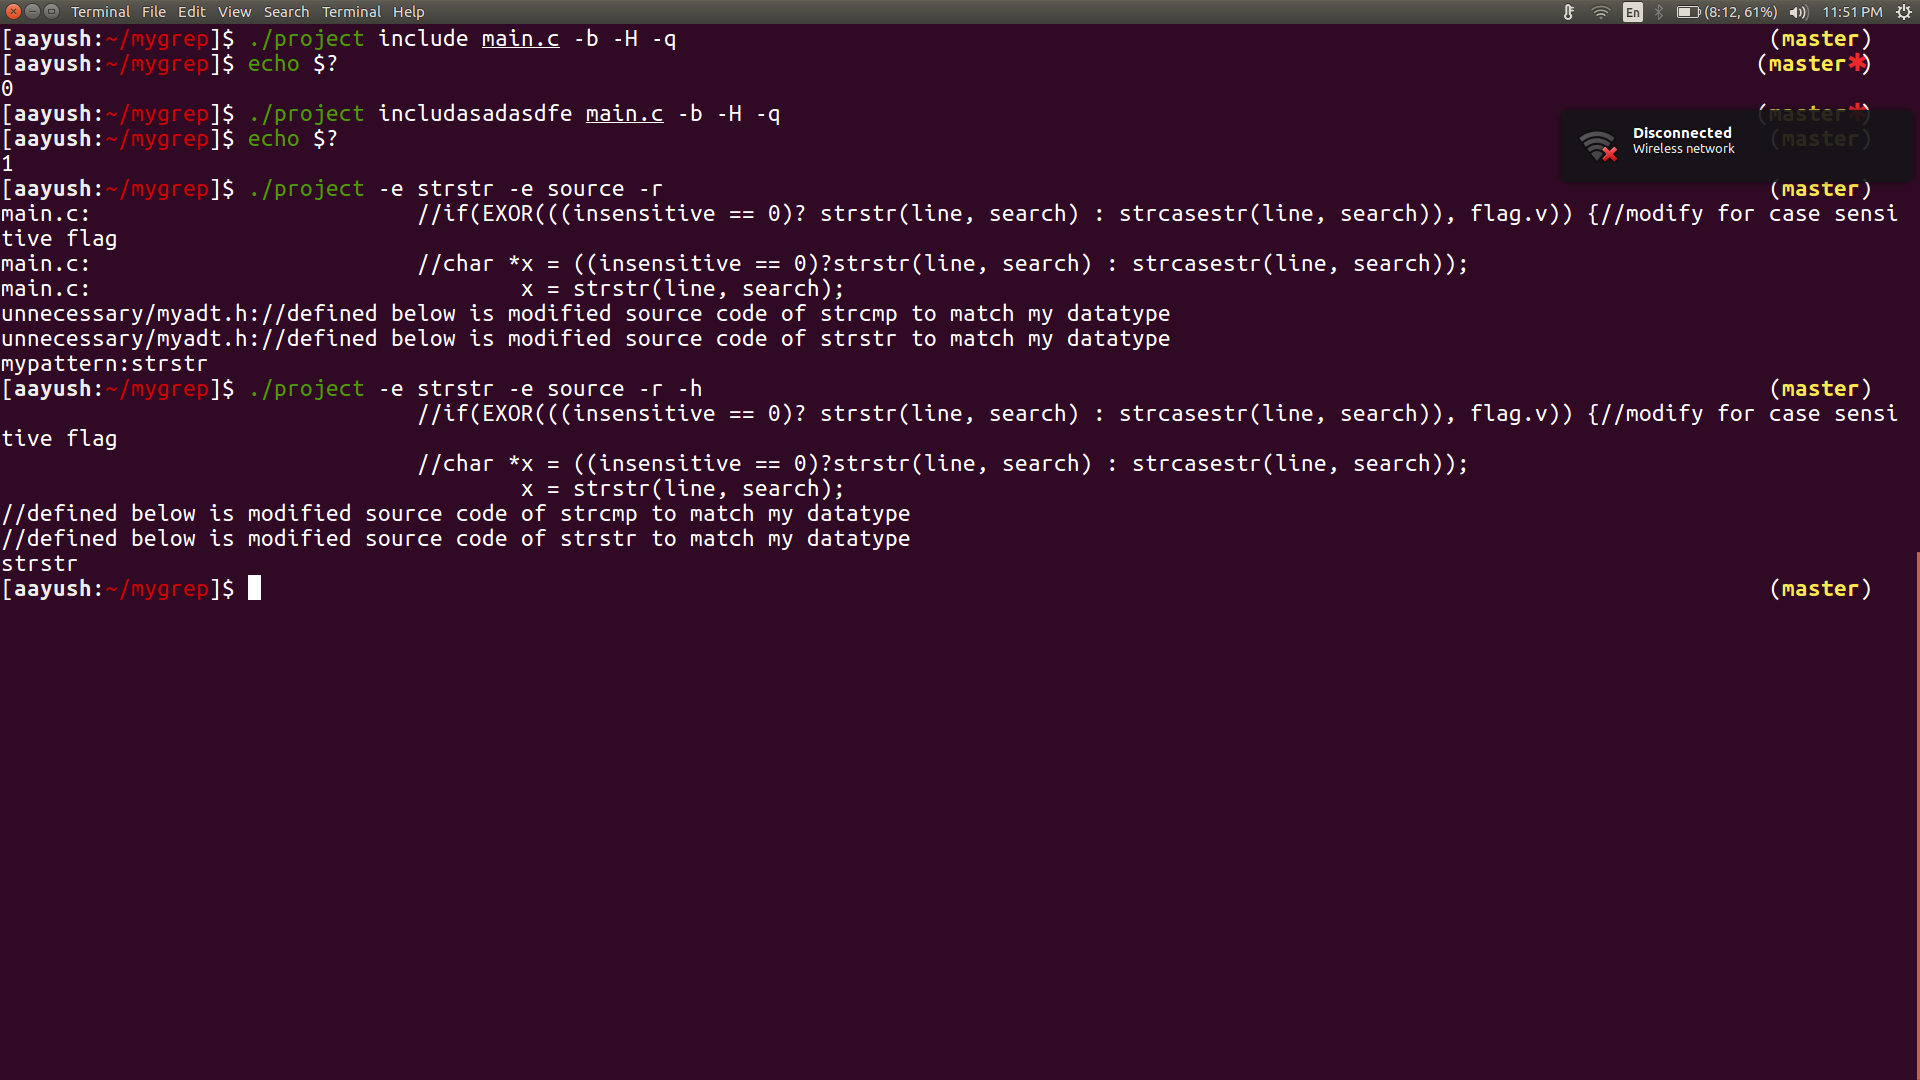 Terminal File Edit View Search Terminal Help En (8:12, 61%) 11:51 PM
[aayush:~/mygrep]$ ./project include main.c -b -H -q (master)
[aayush:~/mygrep]$ echo $? (master✱)
0
[aayush:~/mygrep]$ ./project includasadasdfe main.c -b -H -q (master✱)
[aayush:~/mygrep]$ echo $? (master)
Disconnected
Wireless network
1
[aayush:~/mygrep]$ ./project -e strstr -e source -r (master)
main.c: //if(EXOR(((insensitive == 0)? strstr(line, search) : strcasestr(line, search)), flag.v)) {//modify for case sensi
tive flag
main.c: //char *x = ((insensitive == 0)?strstr(line, search) : strcasestr(line, search));
main.c: x = strstr(line, search);
unnecessary/myadt.h://defined below is modified source code of strcmp to match my datatype
unnecessary/myadt.h://defined below is modified source code of strstr to match my datatype
mypattern:strstr
[aayush:~/mygrep]$ ./project -e strstr -e source -r -h (master)
//if(EXOR(((insensitive == 0)? strstr(line, search) : strcasestr(line, search)), flag.v)) {//modify for case sensi
tive flag
//char *x = ((insensitive == 0)?strstr(line, search) : strcasestr(line, search));
x = strstr(line, search);
//defined below is modified source code of strcmp to match my datatype
//defined below is modified source code of strstr to match my datatype
strstr
[aayush:~/mygrep]$ (master)